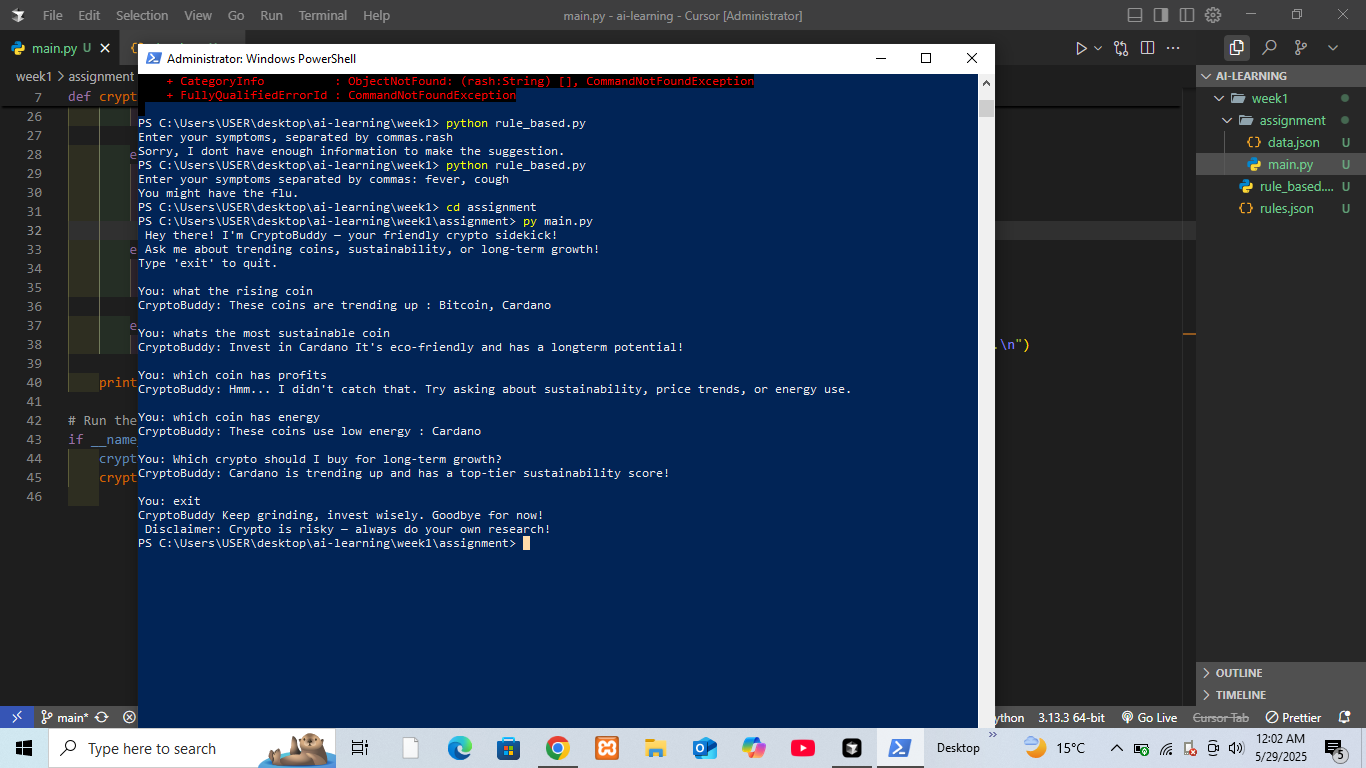 File Edit Selection View Go Run Terminal Help
main.py - ai-learning - Cursor [Administrator]
main.py U
week1 > assignment
7 def crypt
26
27
28 e
29
30
31
32
33 e
34
35
36
37 e
38
39
40 print
41
42 # Run the
43 if __name
44 crypt
45 crypt
46
.\n")
Administrator: Windows PowerShell
+ CategoryInfo : ObjectNotFound: (rash:String) [], CommandNotFoundException
+ FullyQualifiedErrorId : CommandNotFoundException
PS C:\Users\USER\desktop\ai-learning\week1> python rule_based.py
Enter your symptoms, separated by commas.rash
Sorry, I dont have enough information to make the suggestion.
PS C:\Users\USER\desktop\ai-learning\week1> python rule_based.py
Enter your symptoms separated by commas: fever, cough
You might have the flu.
PS C:\Users\USER\desktop\ai-learning\week1> cd assignment
PS C:\Users\USER\desktop\ai-learning\week1\assignment> py main.py
Hey there! I'm CryptoBuddy — your friendly crypto sidekick!
Ask me about trending coins, sustainability, or long-term growth!
Type 'exit' to quit.
You: what the rising coin
CryptoBuddy: These coins are trending up : Bitcoin, Cardano
You: whats the most sustainable coin
CryptoBuddy: Invest in Cardano It's eco-friendly and has a longterm potential!
You: which coin has profits
CryptoBuddy: Hmm... I didn't catch that. Try asking about sustainability, price trends, or energy use.
You: which coin has energy
CryptoBuddy: These coins use low energy : Cardano
You: Which crypto should I buy for long-term growth?
CryptoBuddy: Cardano is trending up and has a top-tier sustainability score!
You: exit
CryptoBuddy Keep grinding, invest wisely. Goodbye for now!
Disclaimer: Crypto is risky — always do your own research!
PS C:\Users\USER\desktop\ai-learning\week1\assignment>
AI-LEARNING
week1
assignment
data.json U
main.py U
rule_based.... U
rules.json U
OUTLINE
TIMELINE
main*
ython 3.13.3 64-bit Go Live Cursor Tab Prettier
Type here to search
Desktop
15°C
12:02 AM
5/29/2025
5